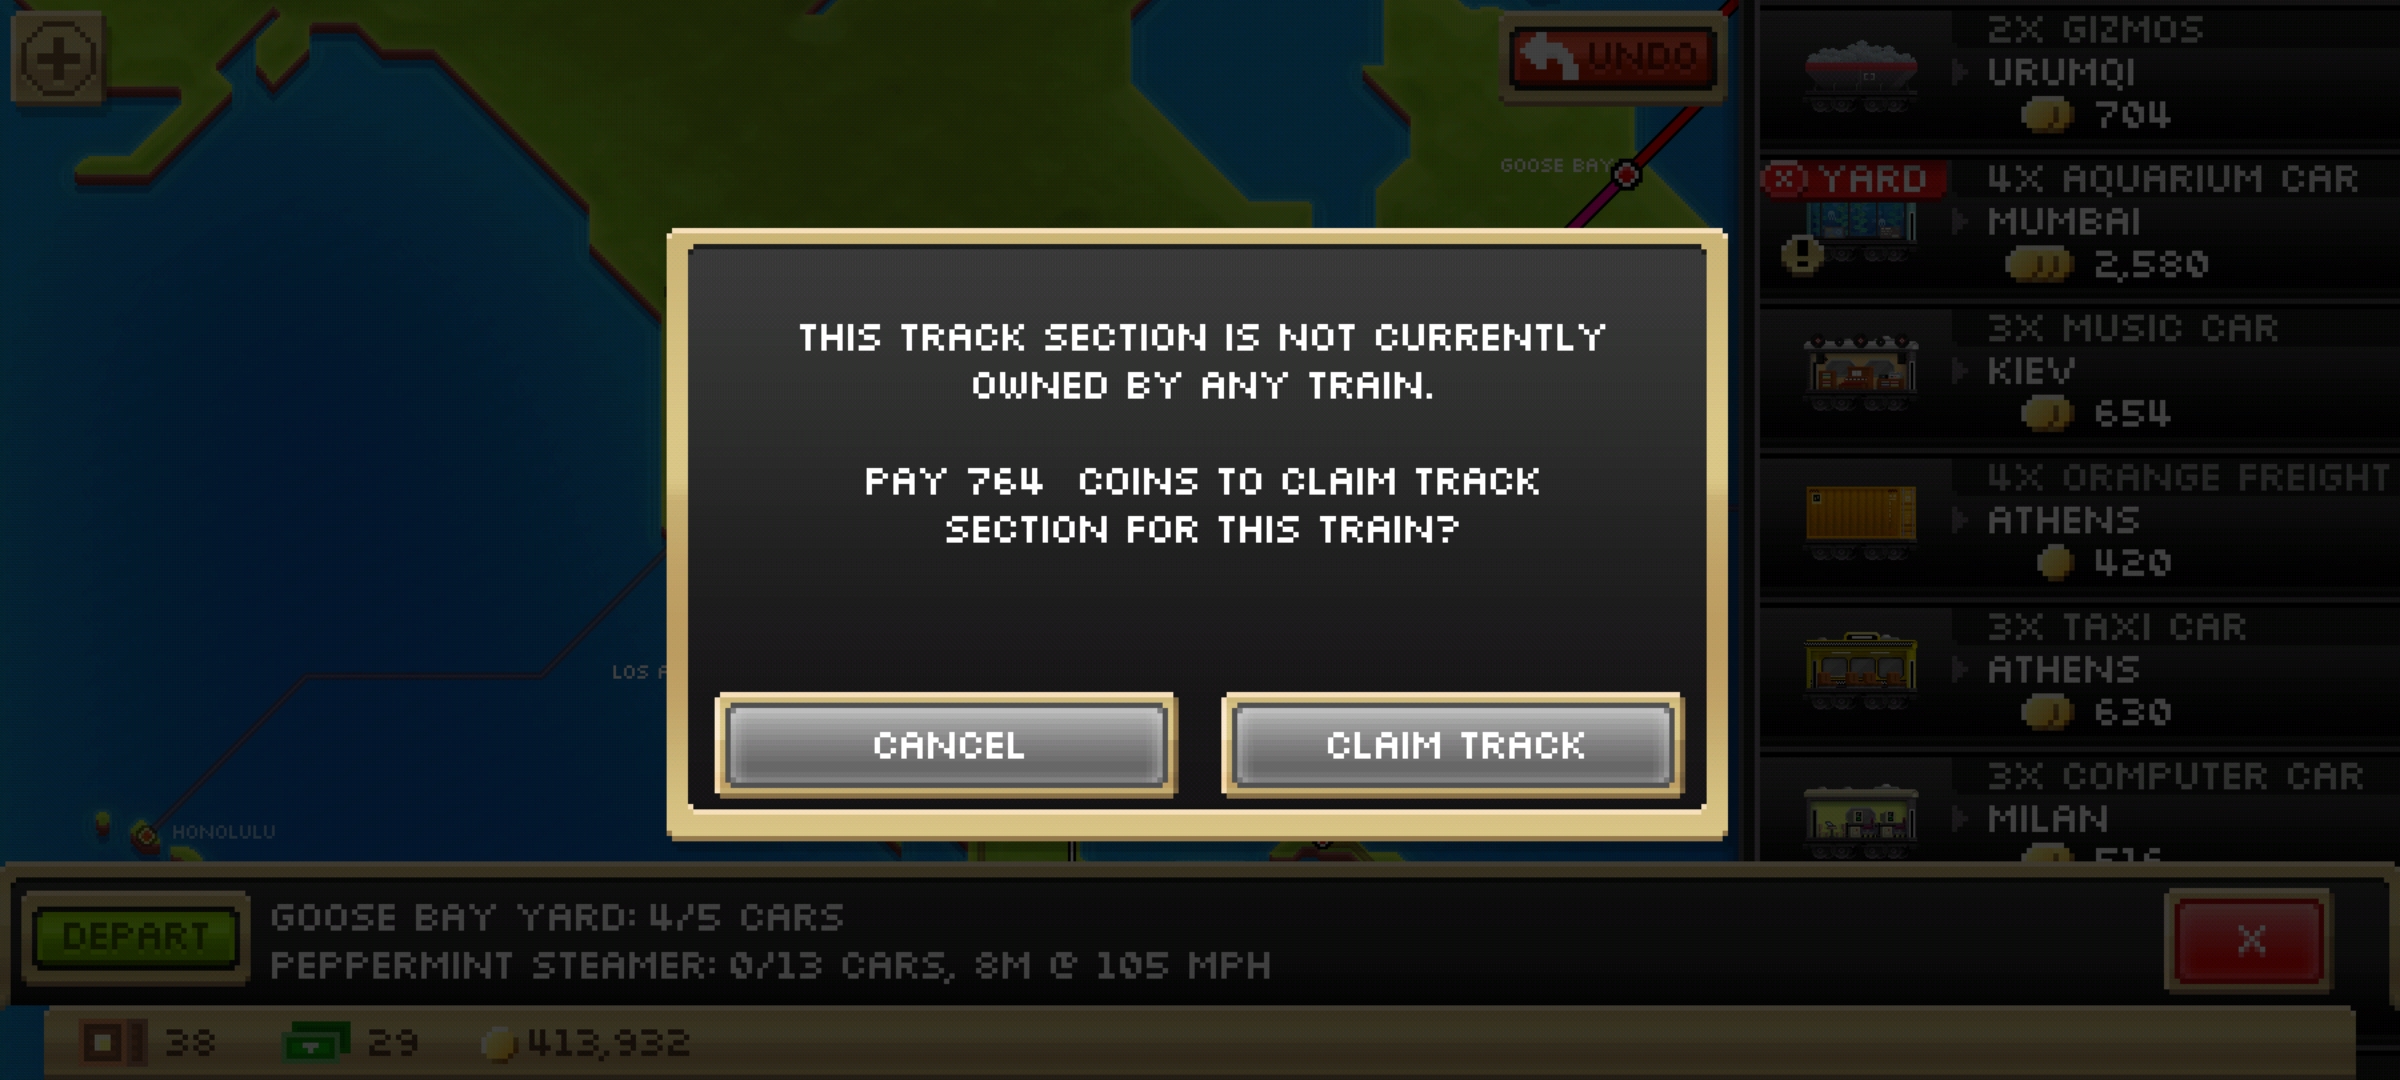 UNDO
GOOSE BAY
LOS
HONOLULU
2X GIZMOS
URUMQI
704
YARD
4X AQUARIUM CAR
MUMBAI
2,580
3X MUSIC CAR
KIEV
654
4X ORANGE FREIGHT
ATHENS
420
3X TAXI CAR
ATHENS
630
3X COMPUTER CAR
MILAN
516
THIS TRACK SECTION IS NOT CURRENTLY
OWNED BY ANY TRAIN.
PAY 764 COINS TO CLAIM TRACK
SECTION FOR THIS TRAIN?
CANCEL
CLAIM TRACK
DEPART
GOOSE BAY YARD: 4/5 CARS
PEPPERMINT STEAMER: 0/13 CARS, 8M @ 105 MPH
X
38
29
413,932